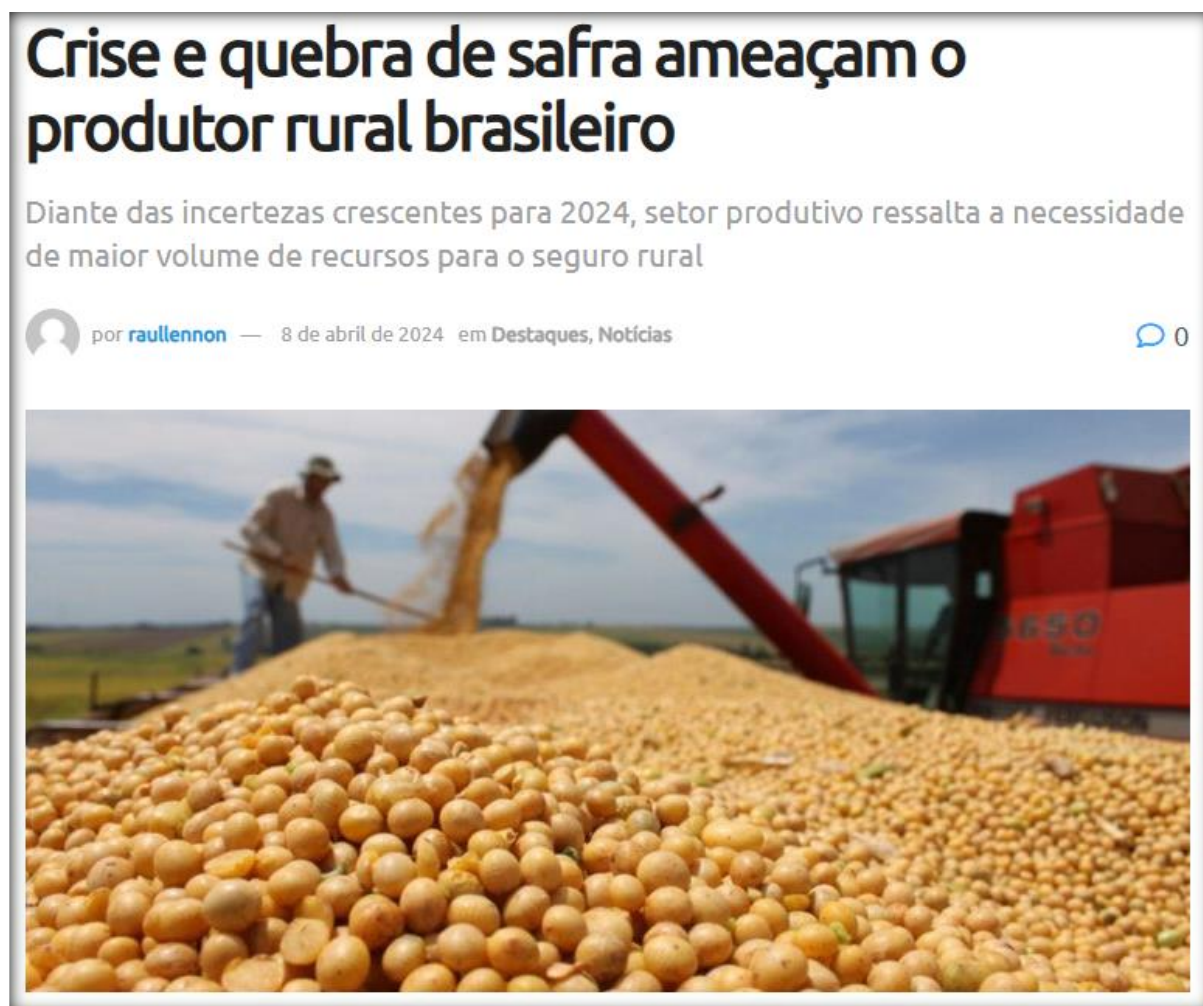 Crise e quebra de safra ameaçam o
produtor rural brasileiro
Diante das incertezas crescentes para 2024, setor produtivo ressalta a necessidade
de maior volume de recursos para o seguro rural
por raullennon — 8 de abril de 2024 em Destaques, Notícias
0